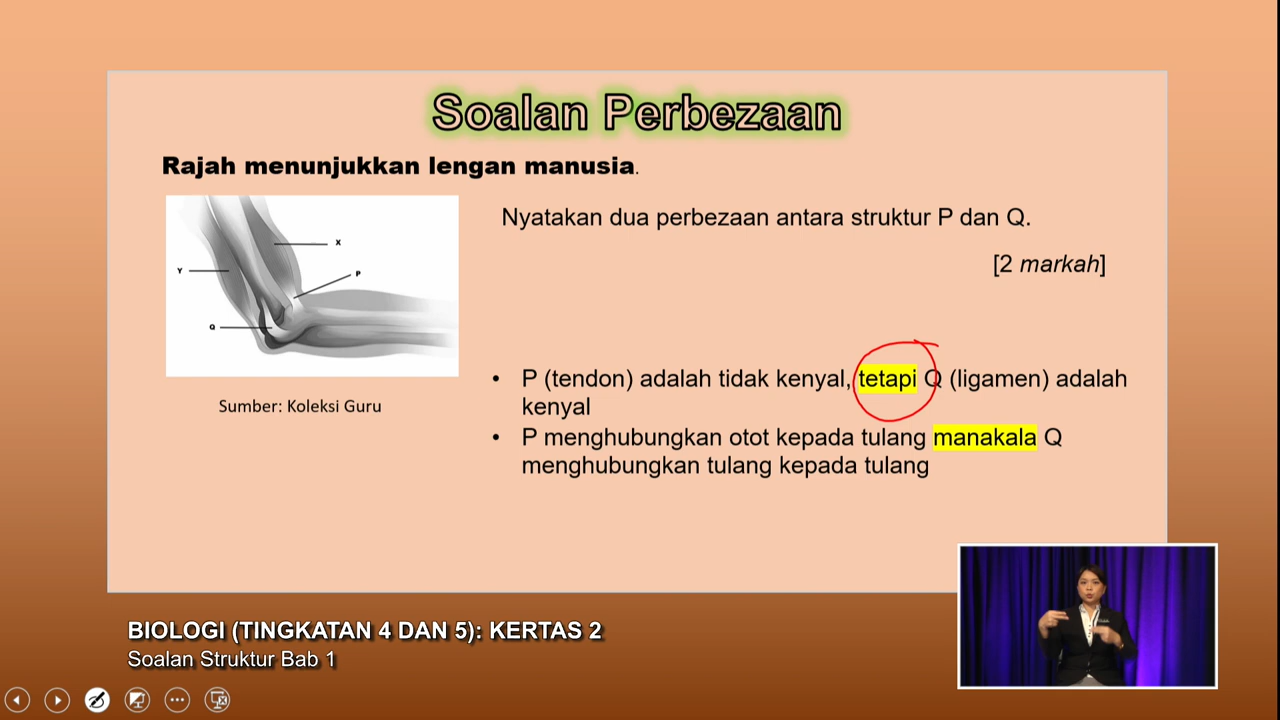 Soalan Perbezaan
Rajah menunjukkan lengan manusia.
X
Y
P
Q
Sumber: Koleksi Guru
Nyatakan dua perbezaan antara struktur P dan Q.
[2 markah]
• P (tendon) adalah tidak kenyal, tetapi Q (ligamen) adalah
kenyal
• P menghubungkan otot kepada tulang manakala Q
menghubungkan tulang kepada tulang
BIOLOGI (TINGKATAN 4 DAN 5): KERTAS 2
Soalan Struktur Bab 1